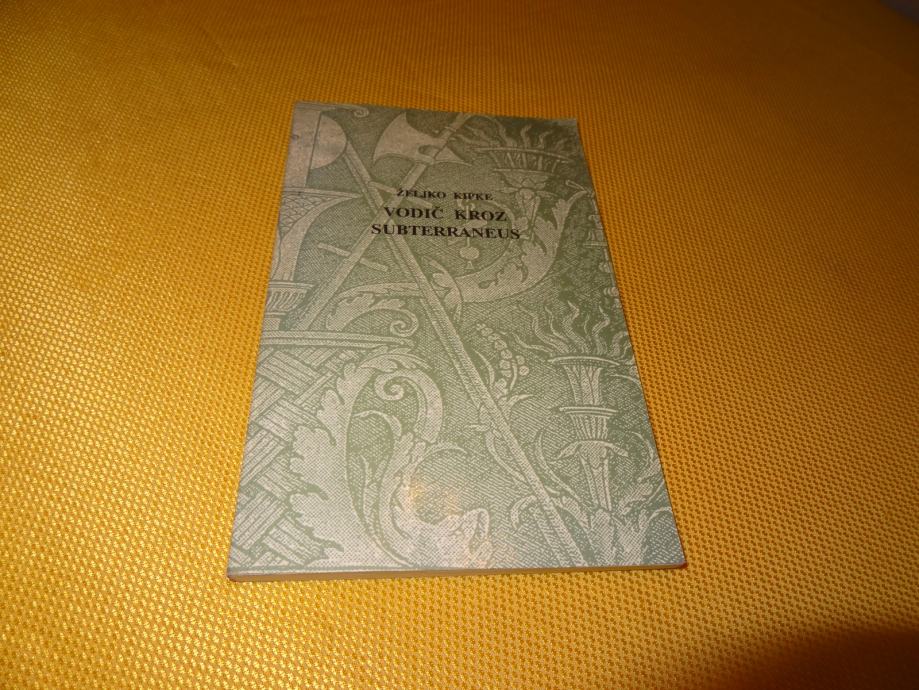 ŽELJKO KIPKE
VODIČ KROZ
SUBTERRANEUS